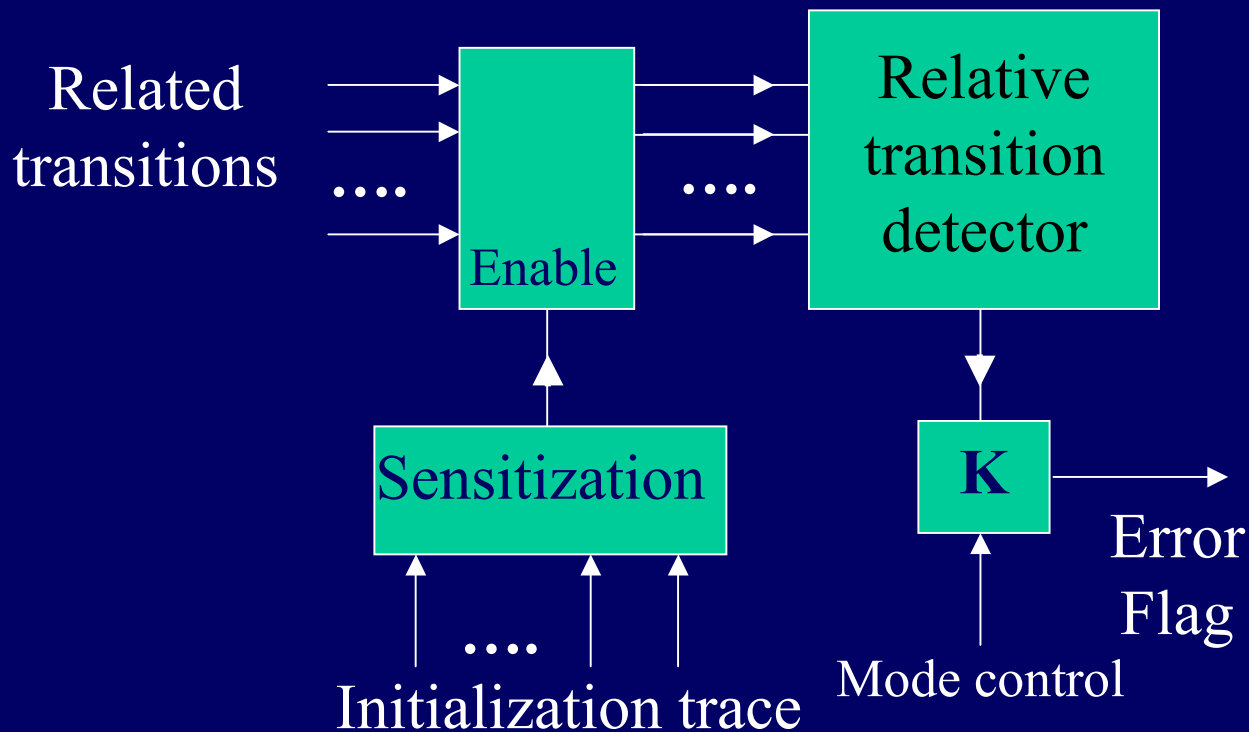 Related
transitions
....
Enable
....
Relative
transition
detector
Sensitization
K
Error
Flag
....
Initialization trace
Mode control